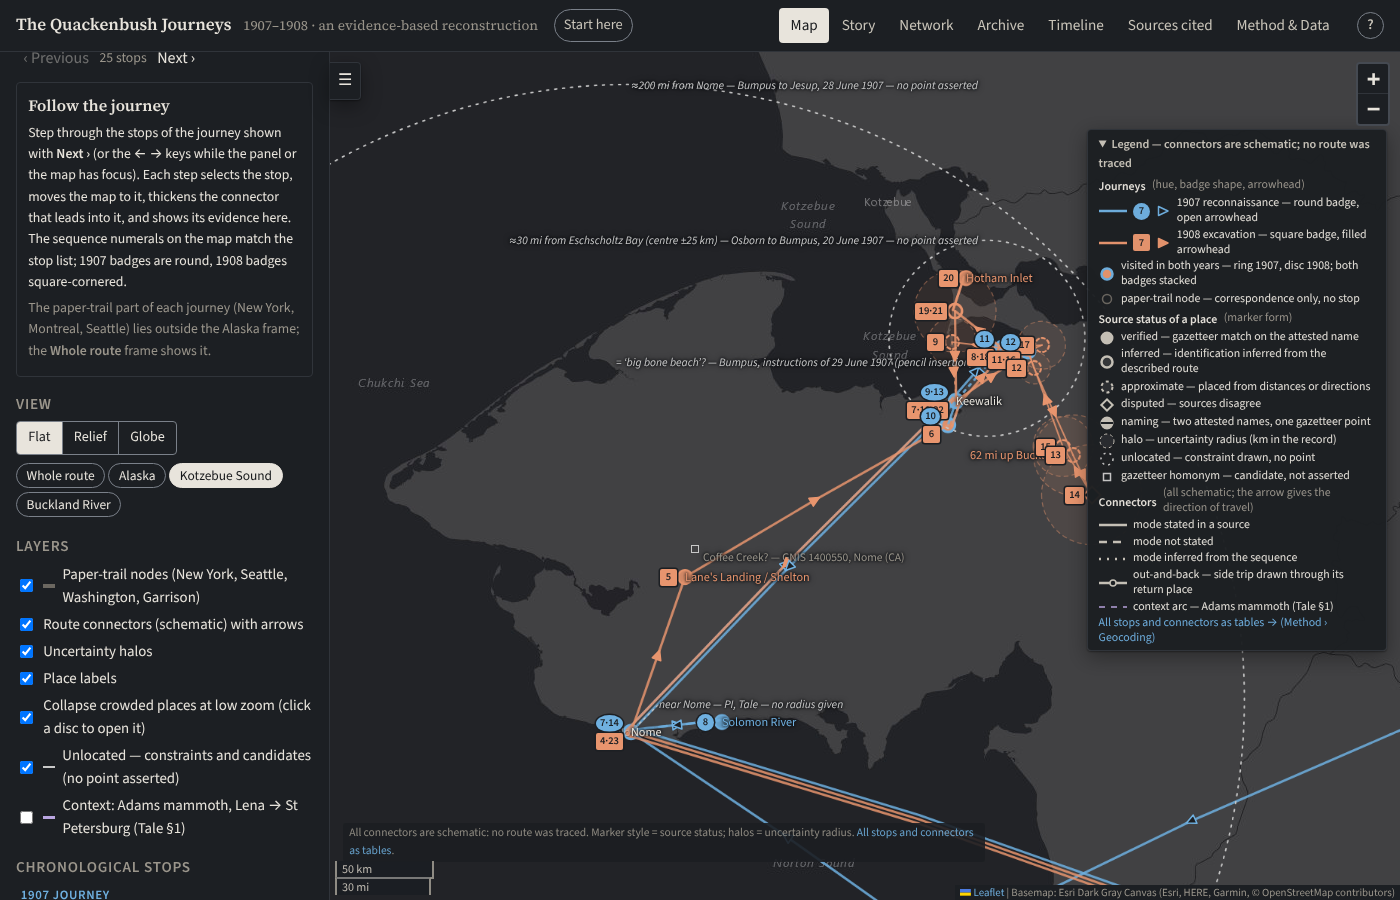 The Quackenbush Journeys
1907–1908 · an evidence-based reconstruction
Start here
Map
Story
Network
Archive
Timeline
Sources cited
Method & Data
?
‹ Previous
25 stops
Next ›
Follow the journey
Step through the stops of the journey shown
with Next › (or the ← → keys while the panel or
the map has focus). Each step selects the stop,
moves the map to it, thickens the connector
that leads into it, and shows its evidence here.
The sequence numerals on the map match the
stop list; 1907 badges are round, 1908 badges
square-cornered.
The paper-trail part of each journey (New York,
Montreal, Seattle) lies outside the Alaska frame;
the Whole route frame shows it.
VIEW
Flat
Relief
Globe
Whole route
Alaska
Kotzebue Sound
Buckland River
LAYERS
Paper-trail nodes (New York, Seattle,
Washington, Garrison)
Route connectors (schematic) with arrows
Uncertainty halos
Place labels
Collapse crowded places at low zoom (click
a disc to open it)
Unlocated — constraints and candidates
(no point asserted)
Context: Adams mammoth, Lena → St
Petersburg (Tale §1)
CHRONOLOGICAL STOPS
1907 JOURNEY
☰
≈200 mi from Nome — Bumpus to Jesup, 28 June 1907 — no point asserted
Kotzebue
Sound
Kotzebue
≈30 mi from Eschscholtz Bay (centre ±25 km) — Osborn to Bumpus, 20 June 1907 — no point asserted
20
Hotham Inlet
19·21
Kotzebue
9
11
12
17
12
= ‘big bone beach’? — Bumpus, instructions of 29 June 1907
Chukchi Sea
9·13
Keewalik
10
6
62 mi up
13
14
Coffee Creek? — GNIS 1400550, Nome (CA)
5
Lane's Landing / Shelton
near Nome — PI, Tale — no radius given
7·14
Nome
4·23
8
Solomon River
All connectors are schematic: no route was traced. Marker style = source status; halos = uncertainty radius. All stops and connectors
as tables.
Norton Sound
50 km
30 mi
+
−
▼ Legend — connectors are schematic; no route was
traced
Journeys (hue, badge shape, arrowhead)
7 1907 reconnaissance — round badge,
open arrowhead
7 1908 excavation — square badge, filled
arrowhead
visited in both years — ring 1907, disc 1908; both
badges stacked
paper-trail node — correspondence only, no stop
Source status of a place (marker form)
verified — gazetteer match on the attested name
inferred — identification inferred from the
described route
approximate — placed from distances or directions
disputed — sources disagree
naming — two attested names, one gazetteer point
halo — uncertainty radius (km in the record)
unlocated — constraint drawn, no point
gazetteer homonym — candidate, not asserted
Connectors (all schematic; the arrow gives the
direction of travel)
mode stated in a source
mode not stated
mode inferred from the sequence
out-and-back — side trip drawn through its
return place
context arc — Adams mammoth (Tale §1)
All stops and connectors as tables → (Method ›
Geocoding)
Leaflet | Basemap: Esri Dark Gray Canvas (Esri, HERE, Garmin, © OpenStreetMap contributors)